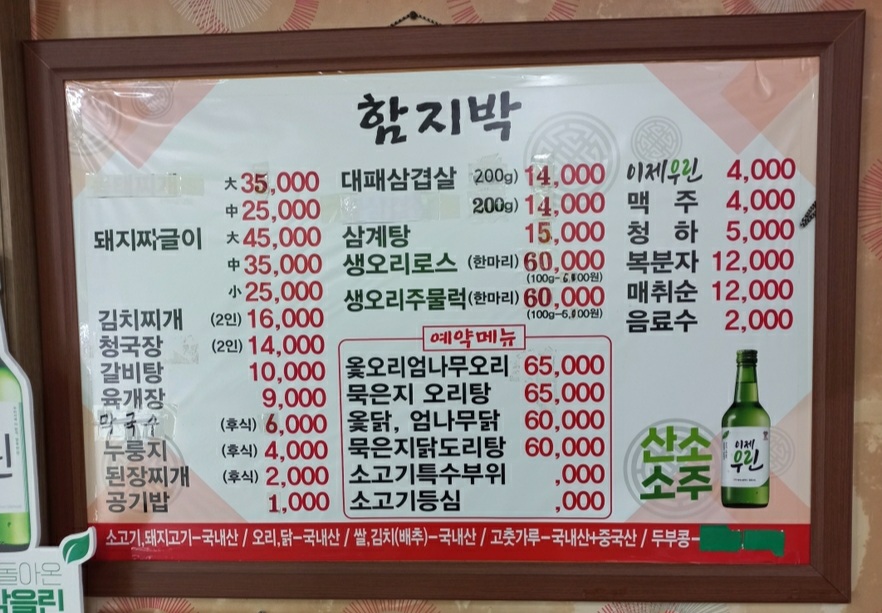 함지박
大 35,000
中 25,000
돼지짜글이 大 45,000
中 35,000
小 25,000
김치찌개 (2인) 16,000
청국장 (2인) 14,000
갈비탕 10,000
육개장 9,000
막국수 (후식) 6,000
누룽지 (후식) 4,000
된장찌개 (후식) 2,000
공기밥 1,000
대패삼겹살 200g) 14,000
200g) 14,000
삼계탕 15,000
생오리로스 (한마리) 60,000
생오리주물럭(한마리) 60,000
예약메뉴
옻오리엄나무오리 65,000
묵은지 오리탕 65,000
옻닭, 엄나무닭 60,000
묵은지닭도리탕 60,000
소고기특수부위 ,000
소고기등심 ,000
이제우린 4,000
맥주 4,000
청하 5,000
복분자 12,000
매취순 12,000
음료수 2,000
산소
소주
이제
우린
소고기,돼지고기-국내산 / 오리,닭-국내산 / 쌀,김치(배추)-국내산 / 고춧가루-국내산+중국산 / 두부콩-
린
돌아온